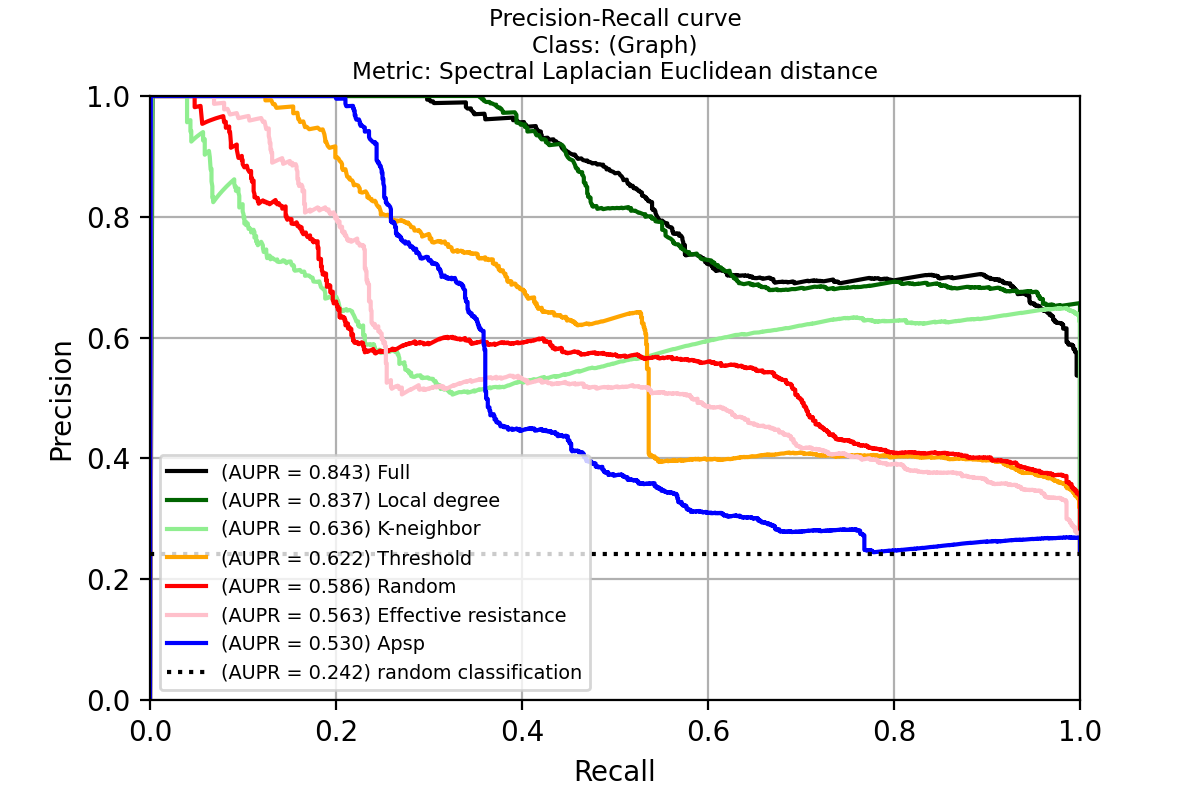 Precision-Recall curve
Class: (Graph)
Metric: Spectral Laplacian Euclidean distance
Precision
1.0
0.8
0.6
0.4
0.2
0.0
(AUPR = 0.843) Full
(AUPR = 0.837) Local degree
(AUPR = 0.636) K-neighbor
(AUPR = 0.622) Threshold
(AUPR = 0.586) Random
(AUPR = 0.563) Effective resistance
(AUPR = 0.530) Apsp
(AUPR = 0.242) random classification
0.0 0.2 0.4 0.6 0.8 1.0
Recall